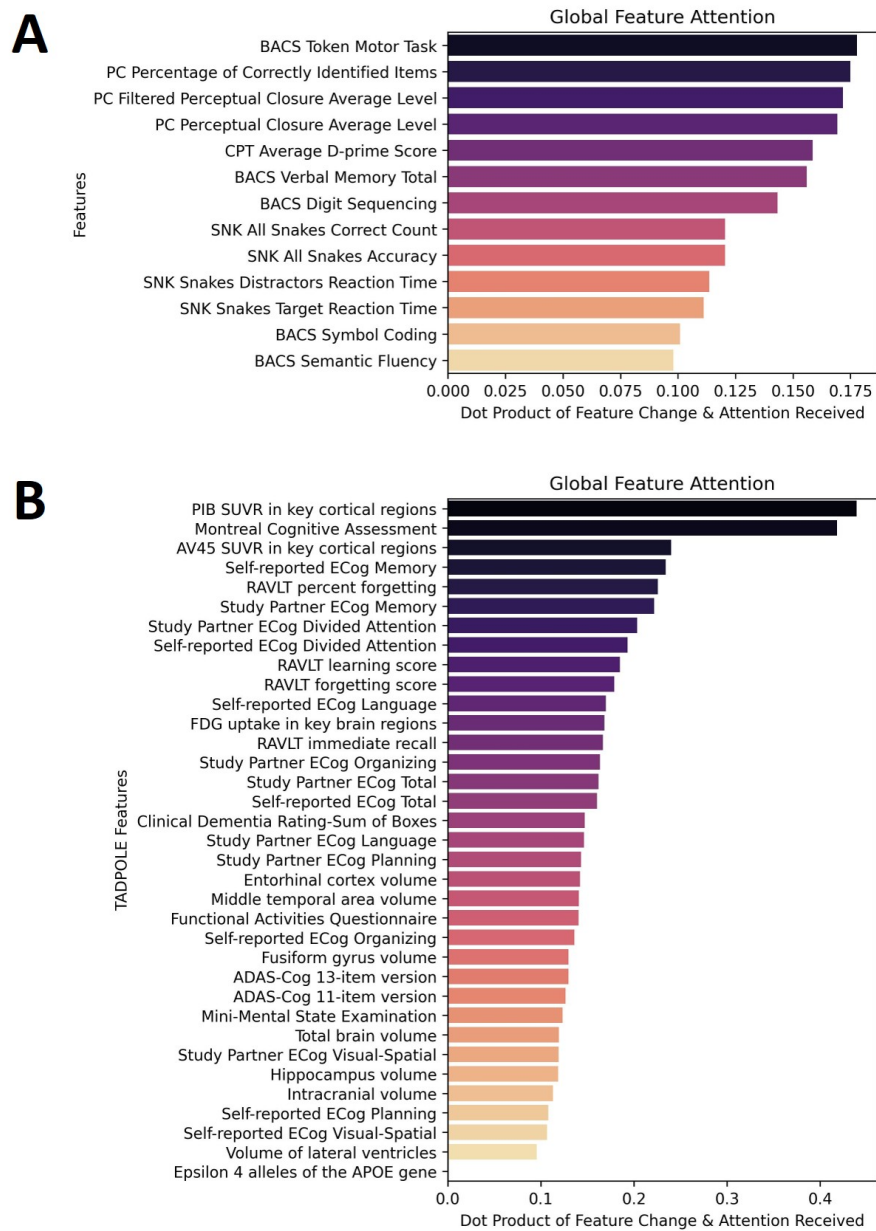 A
Global Feature Attention
Features
BACS Token Motor Task
PC Percentage of Correctly Identified Items
PC Filtered Perceptual Closure Average Level
PC Perceptual Closure Average Level
CPT Average D-prime Score
BACS Verbal Memory Total
BACS Digit Sequencing
SNK All Snakes Correct Count
SNK All Snakes Accuracy
SNK Snakes Distractors Reaction Time
SNK Snakes Target Reaction Time
BACS Symbol Coding
BACS Semantic Fluency
0.000 0.025 0.050 0.075 0.100 0.125 0.150 0.175
Dot Product of Feature Change & Attention Received
B
Global Feature Attention
TADPOLE Features
PIB SUVR in key cortical regions
Montreal Cognitive Assessment
AV45 SUVR in key cortical regions
Self-reported ECog Memory
RAVLT percent forgetting
Study Partner ECog Memory
Study Partner ECog Divided Attention
Self-reported ECog Divided Attention
RAVLT learning score
RAVLT forgetting score
Self-reported ECog Language
FDG uptake in key brain regions
RAVLT immediate recall
Study Partner ECog Organizing
Study Partner ECog Total
Self-reported ECog Total
Clinical Dementia Rating-Sum of Boxes
Study Partner ECog Language
Study Partner ECog Planning
Entorhinal cortex volume
Middle temporal area volume
Functional Activities Questionnaire
Self-reported ECog Organizing
Fusiform gyrus volume
ADAS-Cog 13-item version
ADAS-Cog 11-item version
Mini-Mental State Examination
Total brain volume
Study Partner ECog Visual-Spatial
Hippocampus volume
Intracranial volume
Self-reported ECog Planning
Self-reported ECog Visual-Spatial
Volume of lateral ventricles
Epsilon 4 alleles of the APOE gene
0.0 0.1 0.2 0.3 0.4
Dot Product of Feature Change & Attention Received